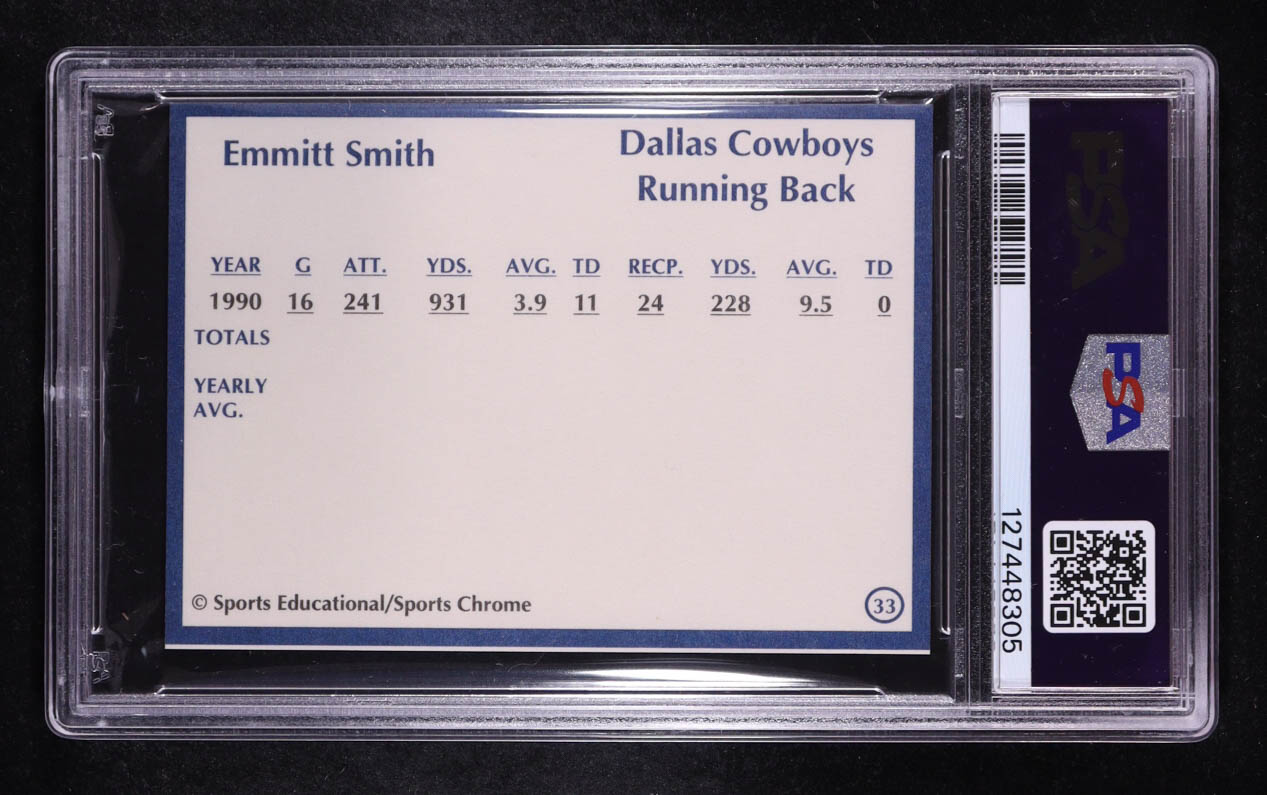 Emmitt Smith
Dallas Cowboys
Running Back
YEAR G ATT. YDS. AVG. TD RECP. YDS. AVG. TD
1990 16 241 931 3.9 11 24 228 9.5 0
TOTALS
YEARLY
AVG.
© Sports Educational/Sports Chrome
33
PSA
PSA
127448305